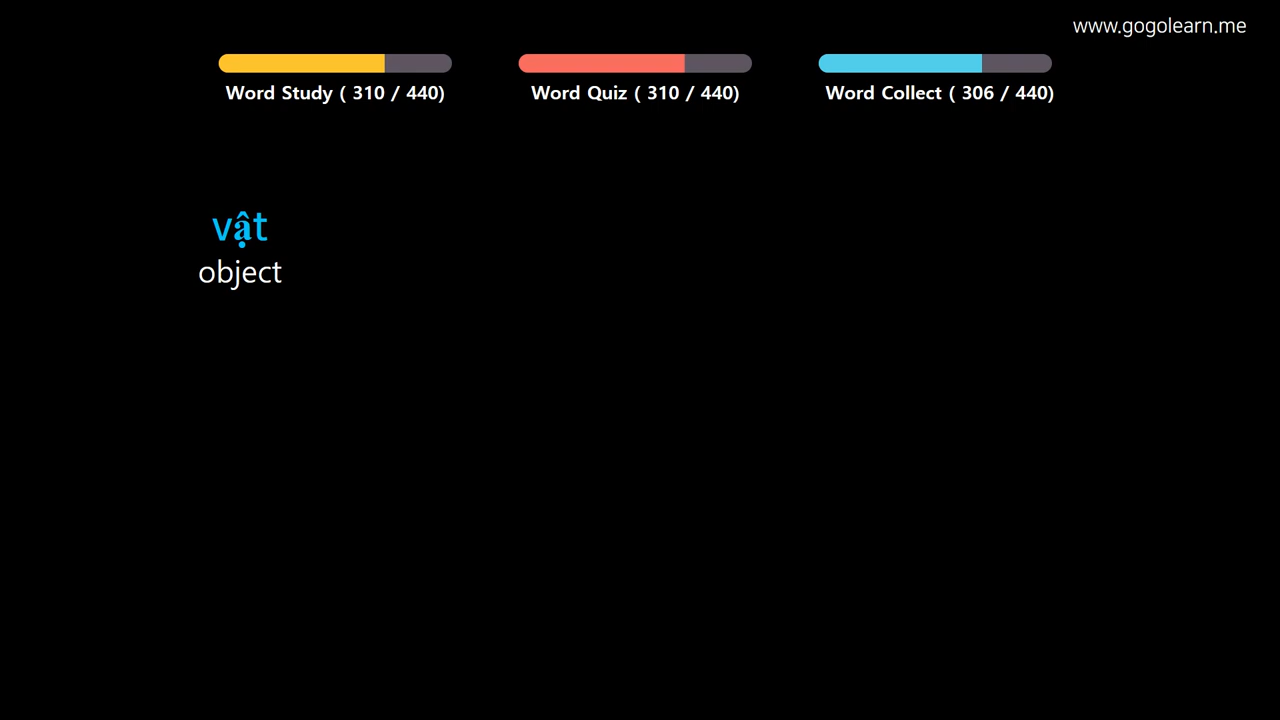 www.gogolearn.me
Word Study ( 310 / 440)
Word Quiz ( 310 / 440)
Word Collect ( 306 / 440)
vật
object